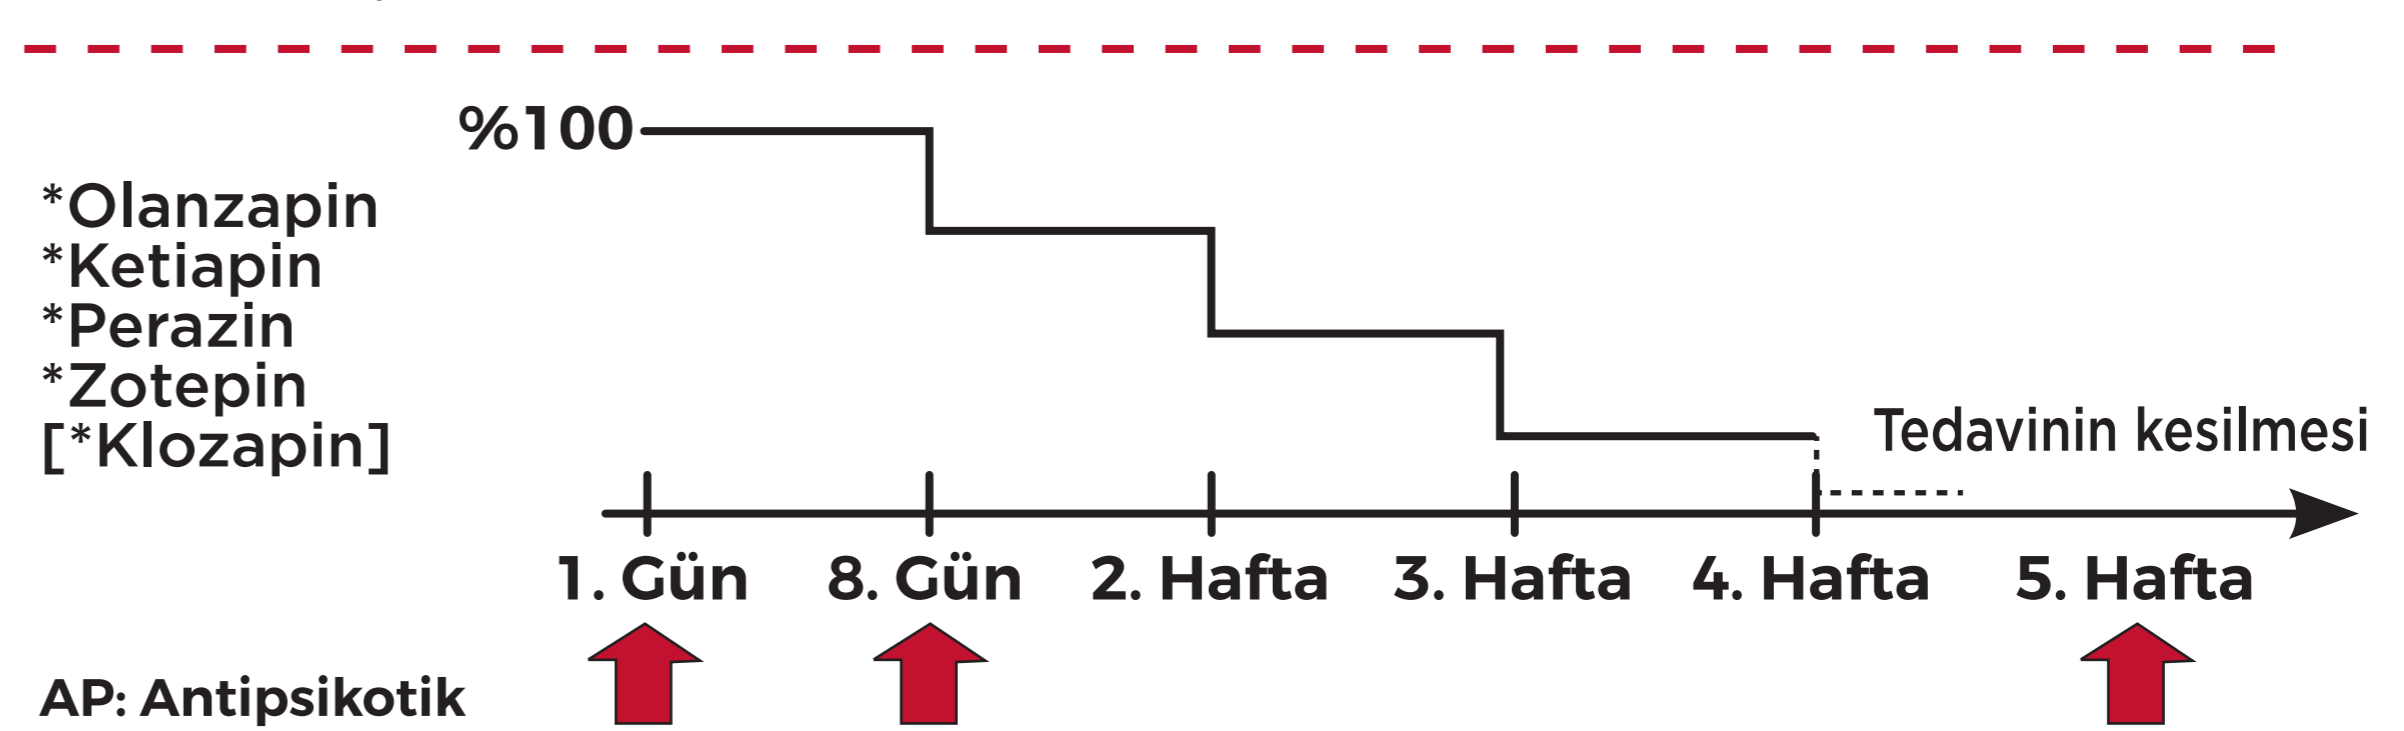 %100
*Olanzapin
*Ketiapin
*Perazin
*Zotepin
[*Klozapin]
Tedavinin kesilmesi
1. Gün 8. Gün 2. Hafta 3. Hafta 4. Hafta 5. Hafta
AP: Antipsikotik